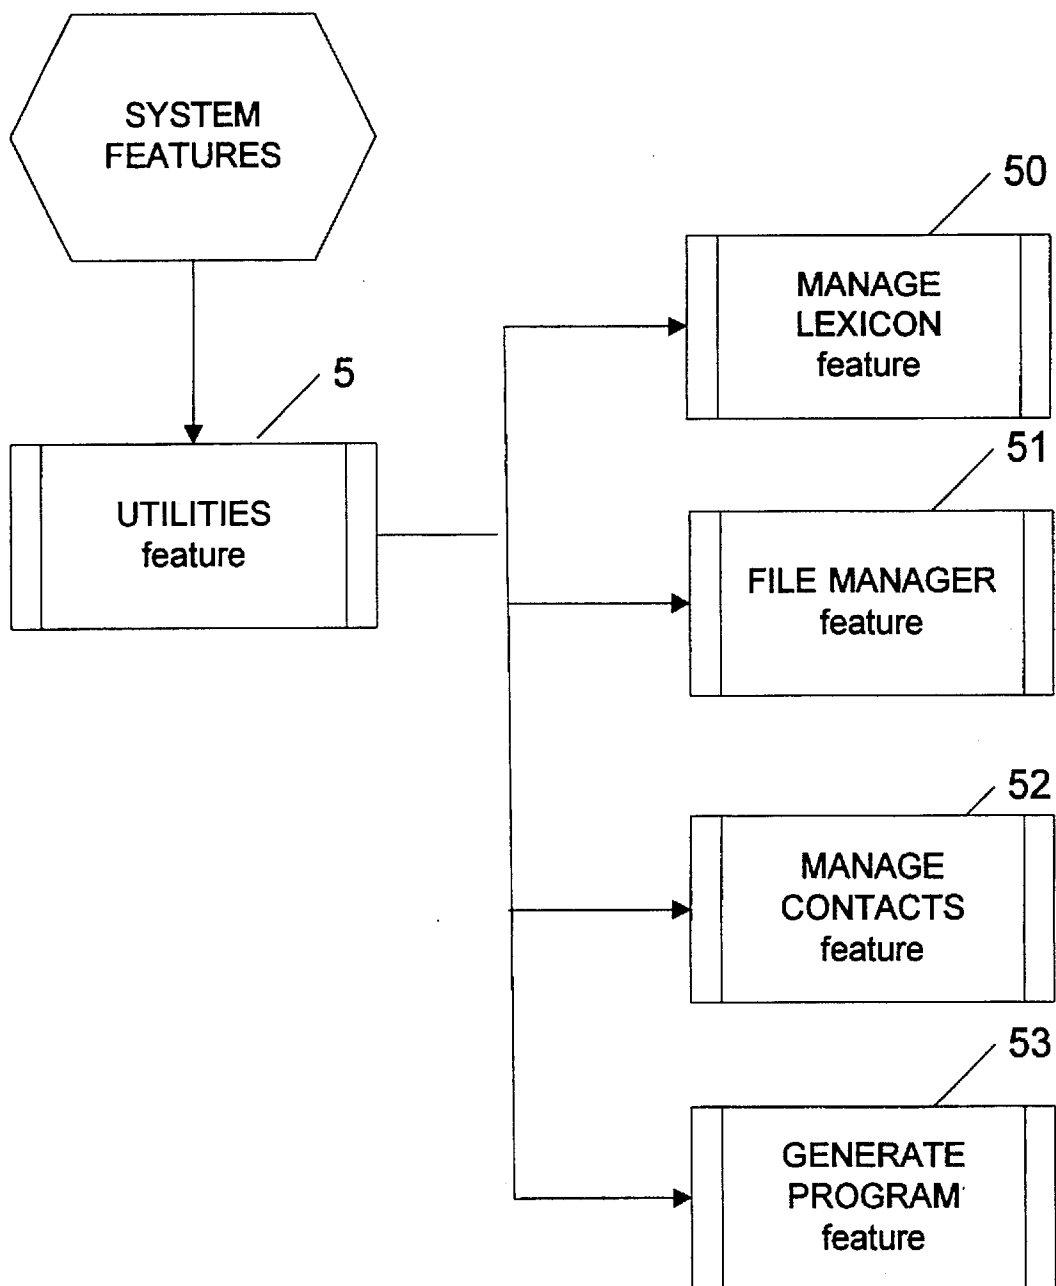 SYSTEM
FEATURES
5
UTILITIES
feature
50
MANAGE
LEXICON
feature
51
FILE MANAGER
feature
52
MANAGE
CONTACTS
feature
53
GENERATE
PROGRAM
feature